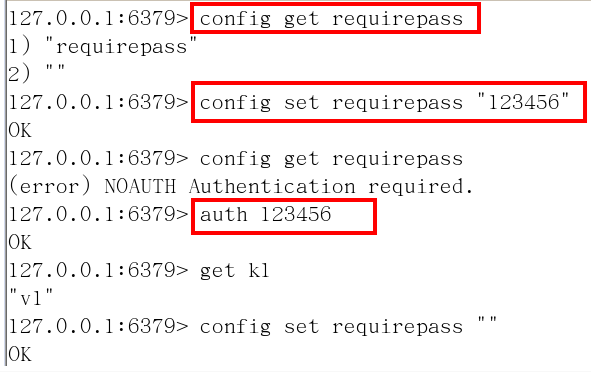 127.0.0.1:6379> config get requirepass
1) "requirepass"
2) ""
127.0.0.1:6379> config set requirepass "123456"
OK
127.0.0.1:6379> config get requirepass
(error) NOAUTH Authentication required.
127.0.0.1:6379> auth 123456
OK
127.0.0.1:6379> get k1
"v1"
127.0.0.1:6379> config set requirepass ""
OK